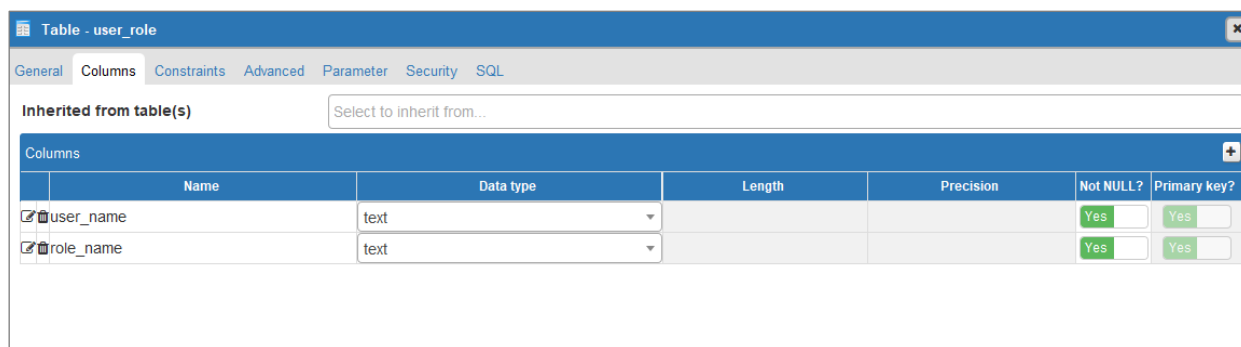 Table - user_role
General Columns Constraints Advanced Parameter Security SQL
Inherited from table(s) Select to inherit from...
Columns
Name Data type Length Precision Not NULL? Primary key?
user_name text Yes Yes
role_name text Yes Yes